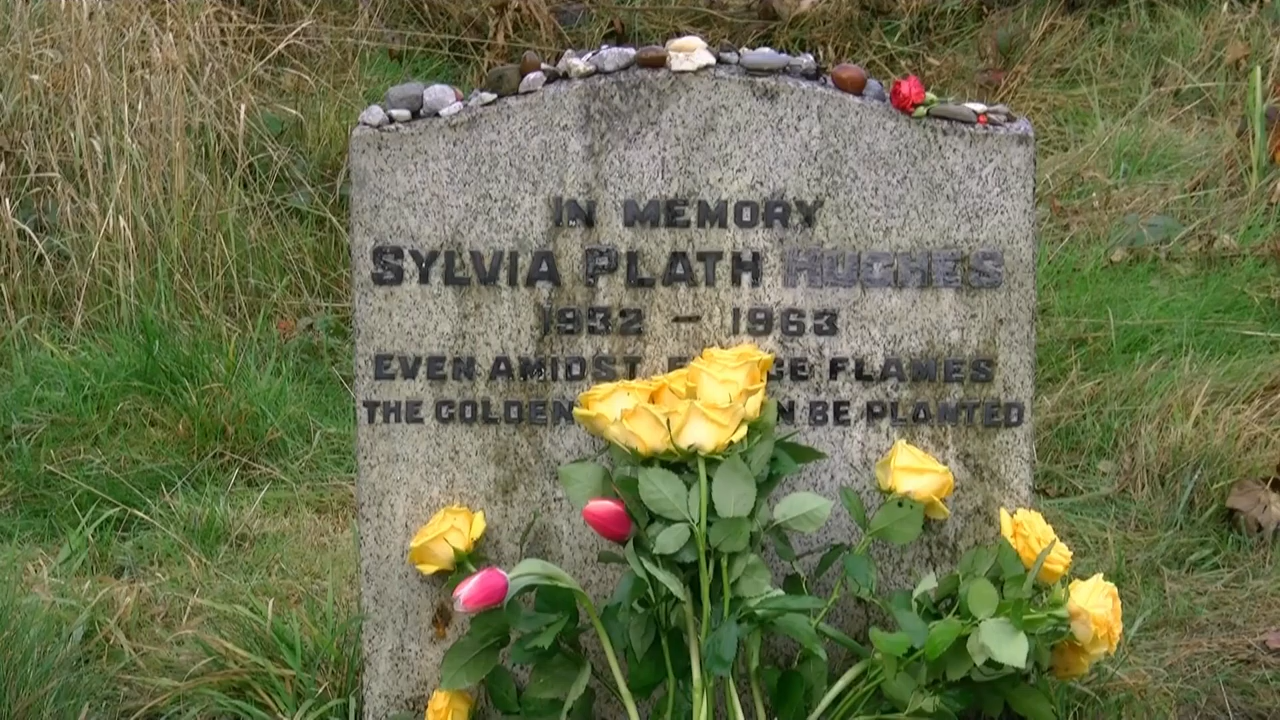 IN MEMORY
SYLVIA PLATH HUGHES
1932 - 1963
EVEN AMIDST FLAMES
THE GOLDEN BE PLANTED